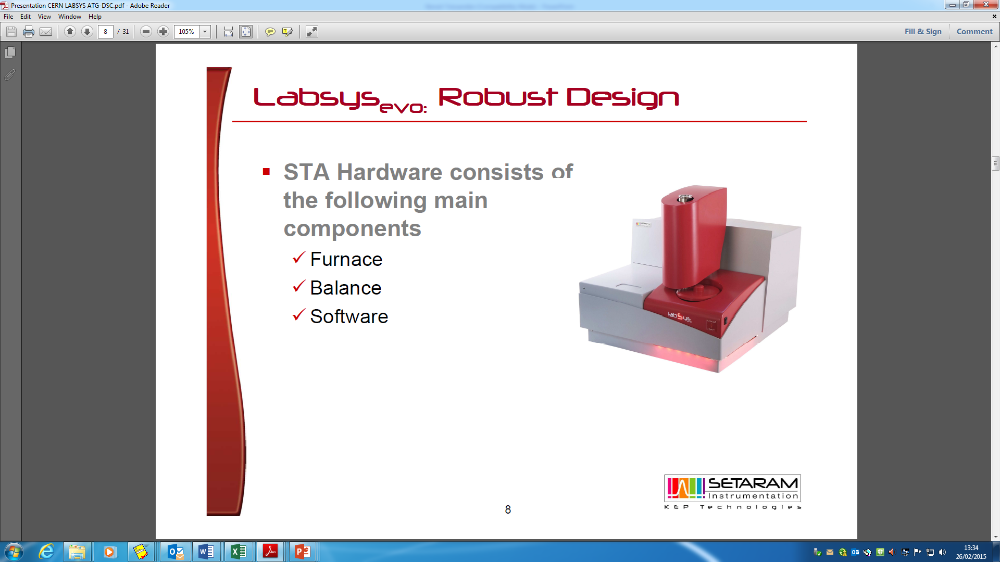 Presentation CERN LABSYS ATG-DSC.pdf - Adobe Reader
File Edit View Window Help
8 / 31 105% Fill & Sign Comment
Labsys evo: Robust Design
STA Hardware consists of
the following main
components
Furnace
Balance
Software
labSys evo
SETARAM
Instrumentation
KEP Technologies
8
13:34
26/02/2015